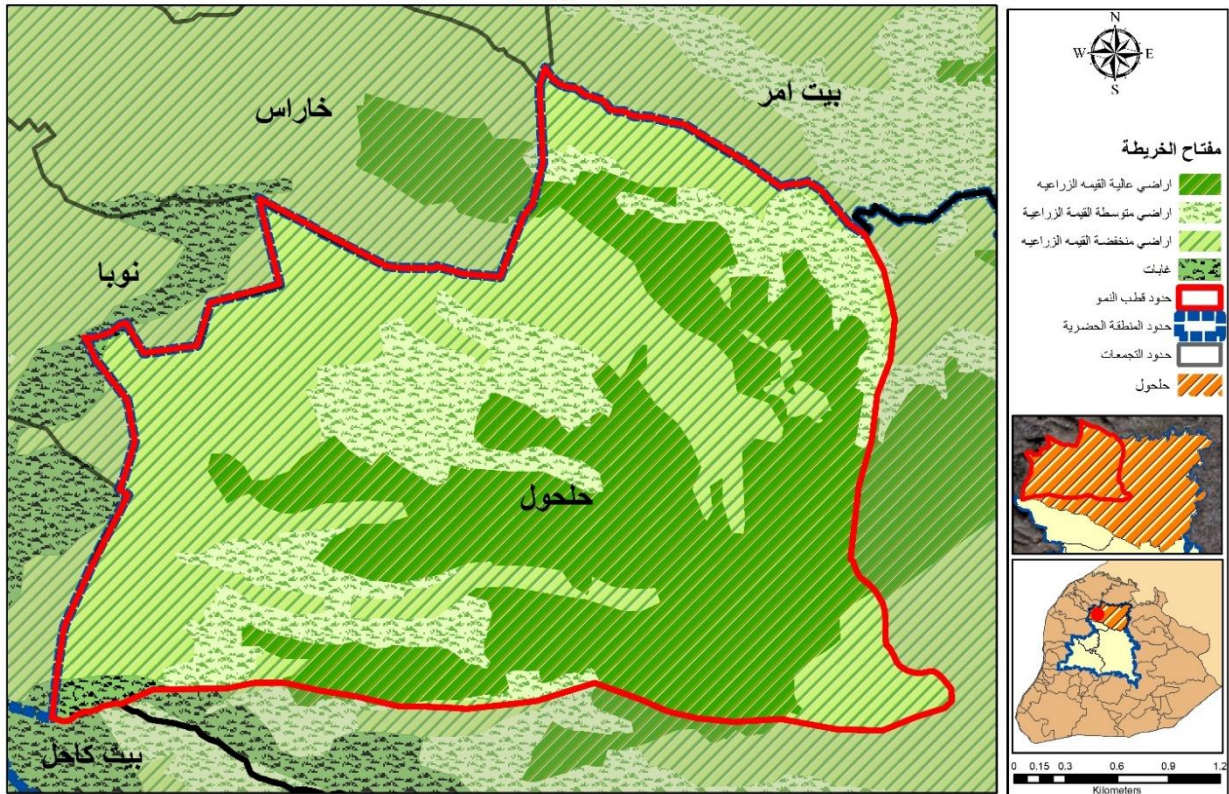 خاراس
بيت امر
نوبا
حلحول
بيت كاحل
N
W E
S
مفتاح الخريطة
اراضي عالية القيمه الزراعيه
اراضي متوسطة القيمة الزراعية
اراضي منخفضة القيمه الزراعيه
غابات
حدود قطب النمو
حدود المنطقة الحضرية
حدود التجمعات
حلحول
0 0.15 0.3 0.6 0.9 1.2
Kilometers